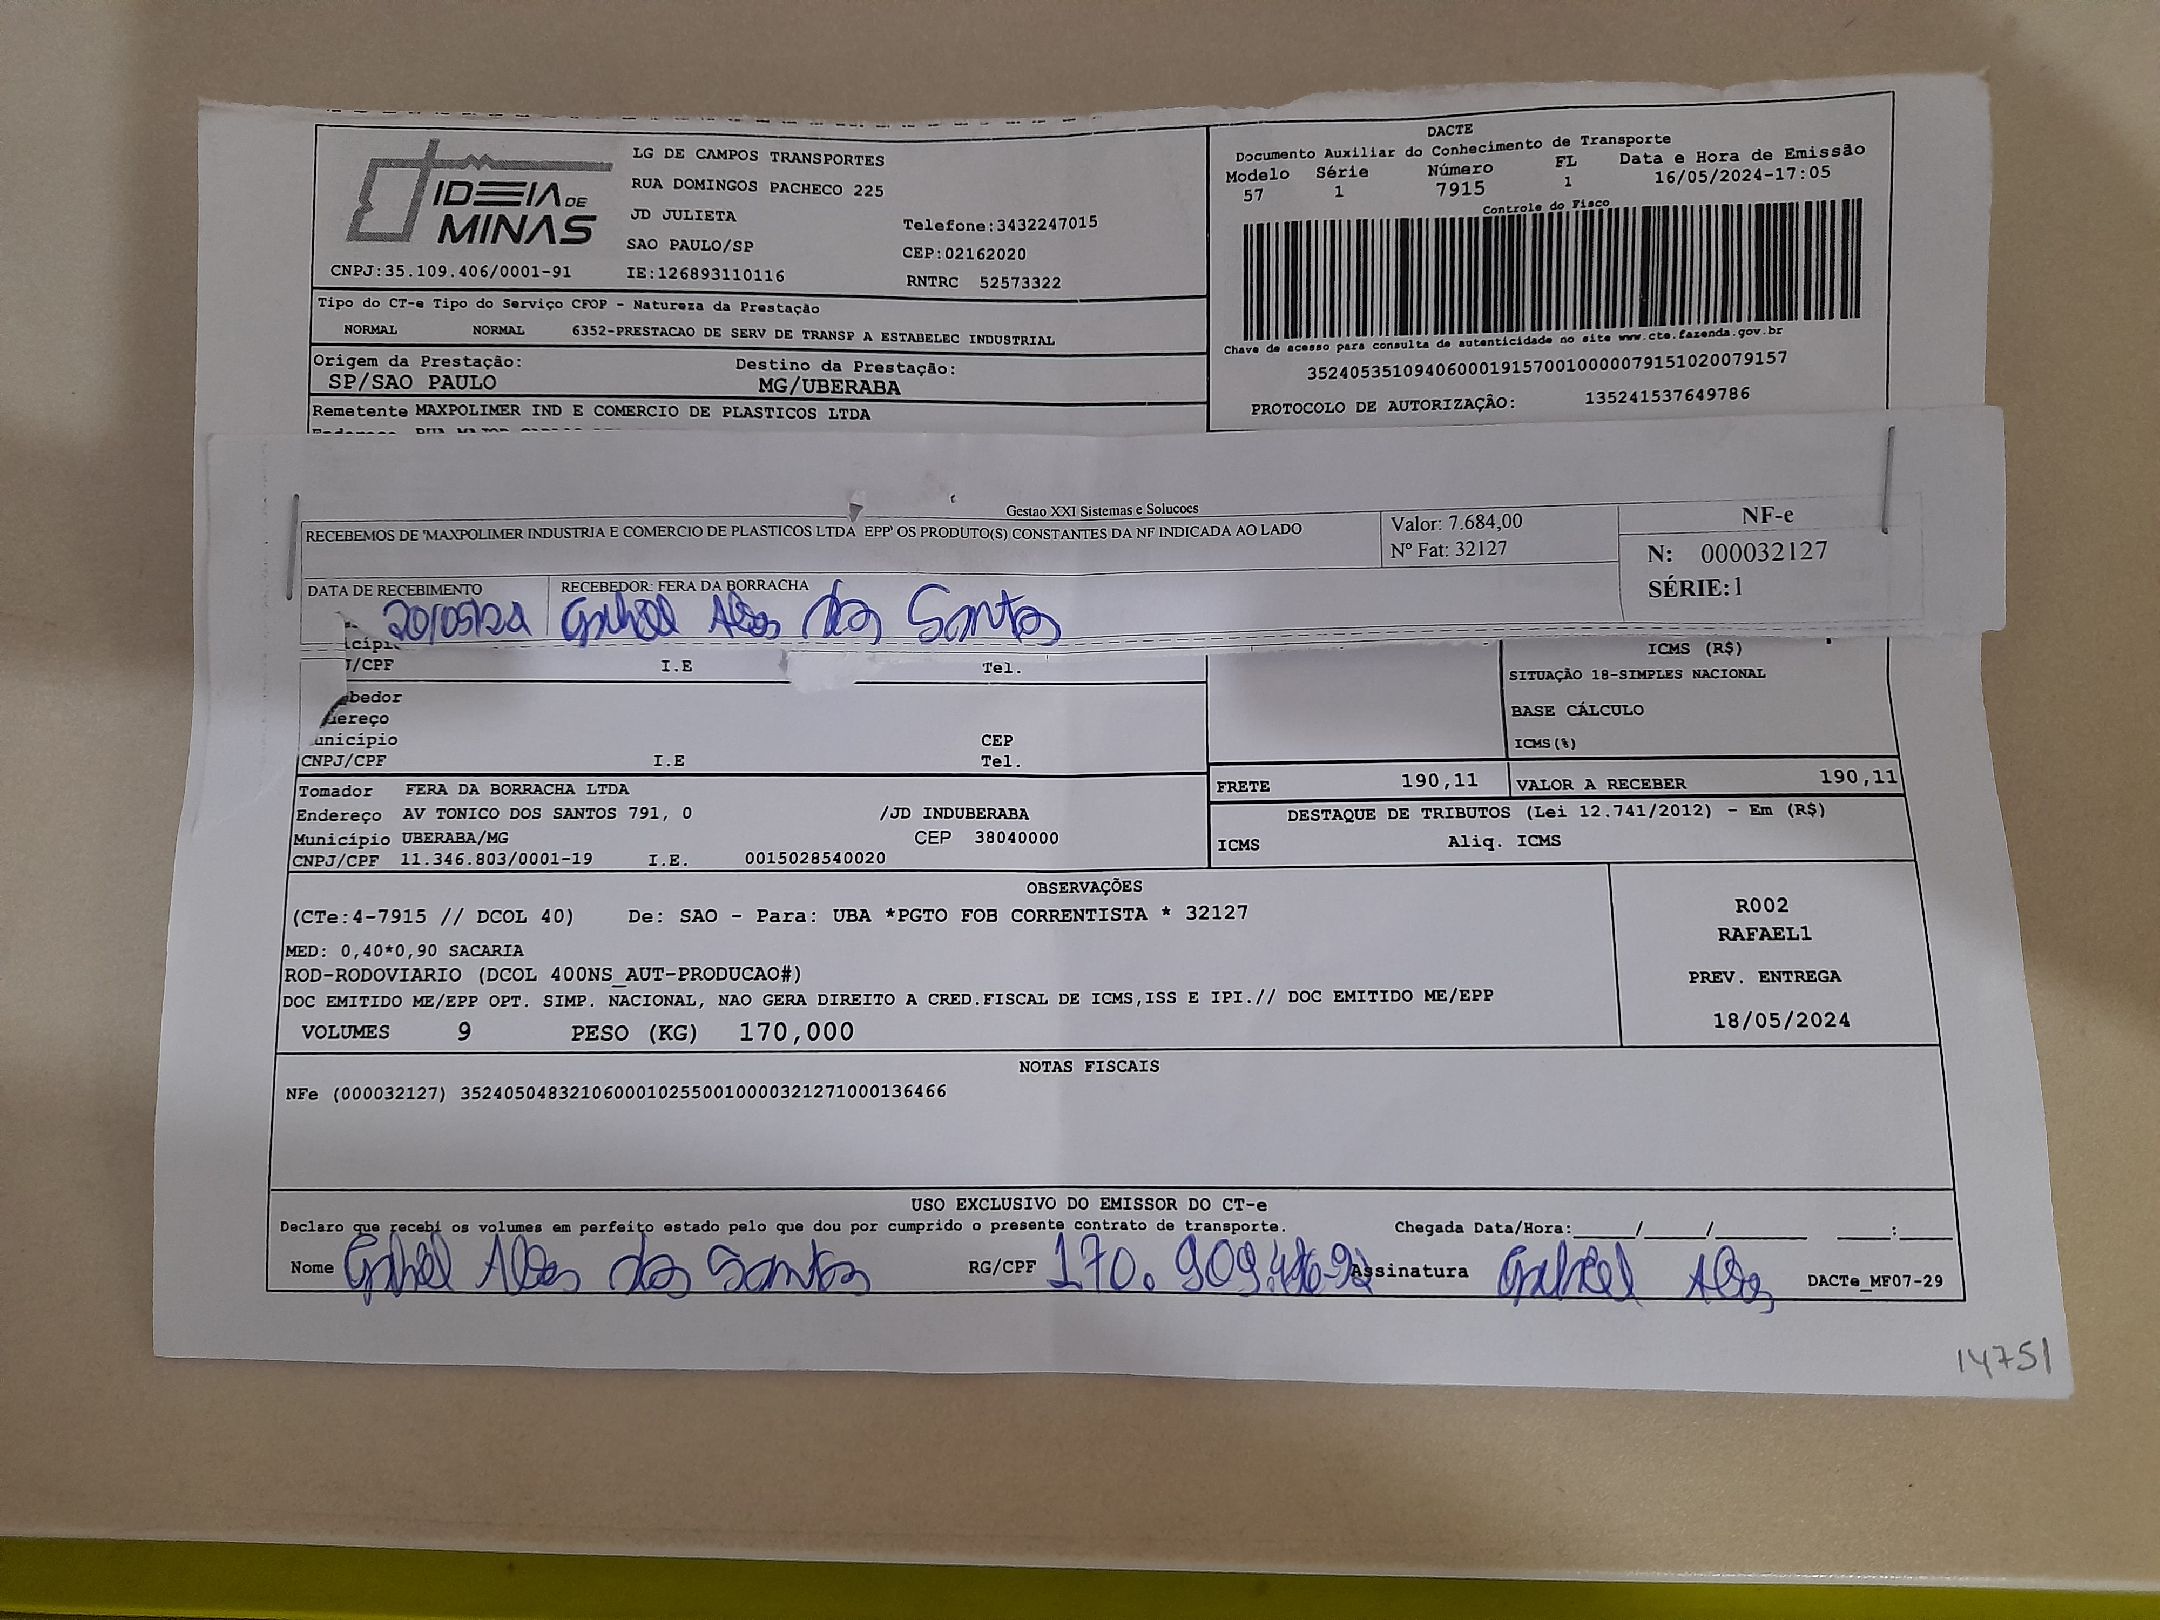 IDEIA DE
MINAS
CNPJ:35.109.406/0001-91
LG DE CAMPOS TRANSPORTES
RUA DOMINGOS PACHECO 225
JD JULIETA
SAO PAULO/SP
IE:126893110116
Telefone:3432247015
CEP:02162020
RNTRC 52573322
DACTE
Documento Auxiliar do Conhecimento de Transporte
Modelo Série Número FL Data e Hora de Emissão
57 1 7915 1 16/05/2024-17:05
Controle do Fisco
Chave de acesso para consulta de autenticidade no site www.cte.fazenda.gov.br
35240535109406000191570010000079151020079157
PROTOCOLO DE AUTORIZAÇÃO: 135241537649786
Tipo do CT-e Tipo do Serviço CFOP - Natureza da Prestação
NORMAL NORMAL 6352-PRESTACAO DE SERV DE TRANSP A ESTABELEC INDUSTRIAL
Origem da Prestação: Destino da Prestação:
SP/SAO PAULO MG/UBERABA
Remetente MAXPOLIMER IND E COMERCIO DE PLASTICOS LTDA
Gestao XXI Sistemas e Solucoes
RECEBEMOS DE 'MAXPOLIMER INDUSTRIA E COMERCIO DE PLASTICOS LTDA EPP' OS PRODUTO(S) CONSTANTES DA NF INDICADA AO LADO
Valor: 7.684,00
Nº Fat: 32127
NF-e
N: 000032127
SÉRIE:1
DATA DE RECEBIMENTO RECEBEDOR: FERA DA BORRACHA
20/05/24 Gabriel Alves dos Santos
J/CPF I.E Tel.
ICMS (R$)
SITUAÇÃO 18-SIMPLES NACIONAL
BASE CÁLCULO
ICMS(%)
bedor
ereço
unicípio CEP
CNPJ/CPF I.E Tel.
FRETE 190,11 VALOR A RECEBER 190,11
Tomador FERA DA BORRACHA LTDA
Endereço AV TONICO DOS SANTOS 791, 0 /JD INDUBERABA
Município UBERABA/MG CEP 38040000
CNPJ/CPF 11.346.803/0001-19 I.E. 0015028540020
DESTAQUE DE TRIBUTOS (Lei 12.741/2012) - Em (R$)
ICMS Aliq. ICMS
OBSERVAÇÕES
(CTe:4-7915 // DCOL 40) De: SAO - Para: UBA *PGTO FOB CORRENTISTA * 32127
MED: 0,40*0,90 SACARIA
ROD-RODOVIARIO (DCOL 400NS_AUT-PRODUCAO#)
DOC EMITIDO ME/EPP OPT. SIMP. NACIONAL, NAO GERA DIREITO A CRED.FISCAL DE ICMS,ISS E IPI.// DOC EMITIDO ME/EPP
VOLUMES 9 PESO (KG) 170,000
R002
RAFAEL1
PREV. ENTREGA
18/05/2024
NOTAS FISCAIS
NFe (000032127) 35240504832106000102550010000321271000136466
USO EXCLUSIVO DO EMISSOR DO CT-e
Declaro que recebi os volumes em perfeito estado pelo que dou por cumprido o presente contrato de transporte. Chegada Data/Hora:____/____/________ ____:____
Nome Gabriel Alves dos Santos RG/CPF Assinatura Gabriel Alves DACTe_MF07-29
14751